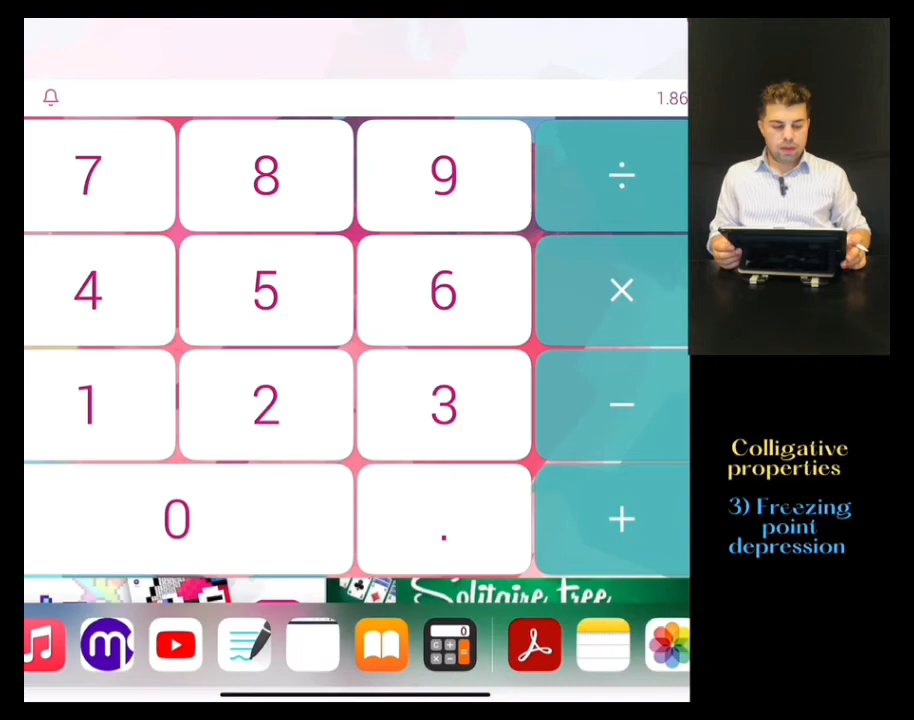 1.86
7 8 9 ÷
4 5 6 ×
1 2 3 −
0 . +
Solitaire free
Colligative
properties
3) Freezing
point
depression